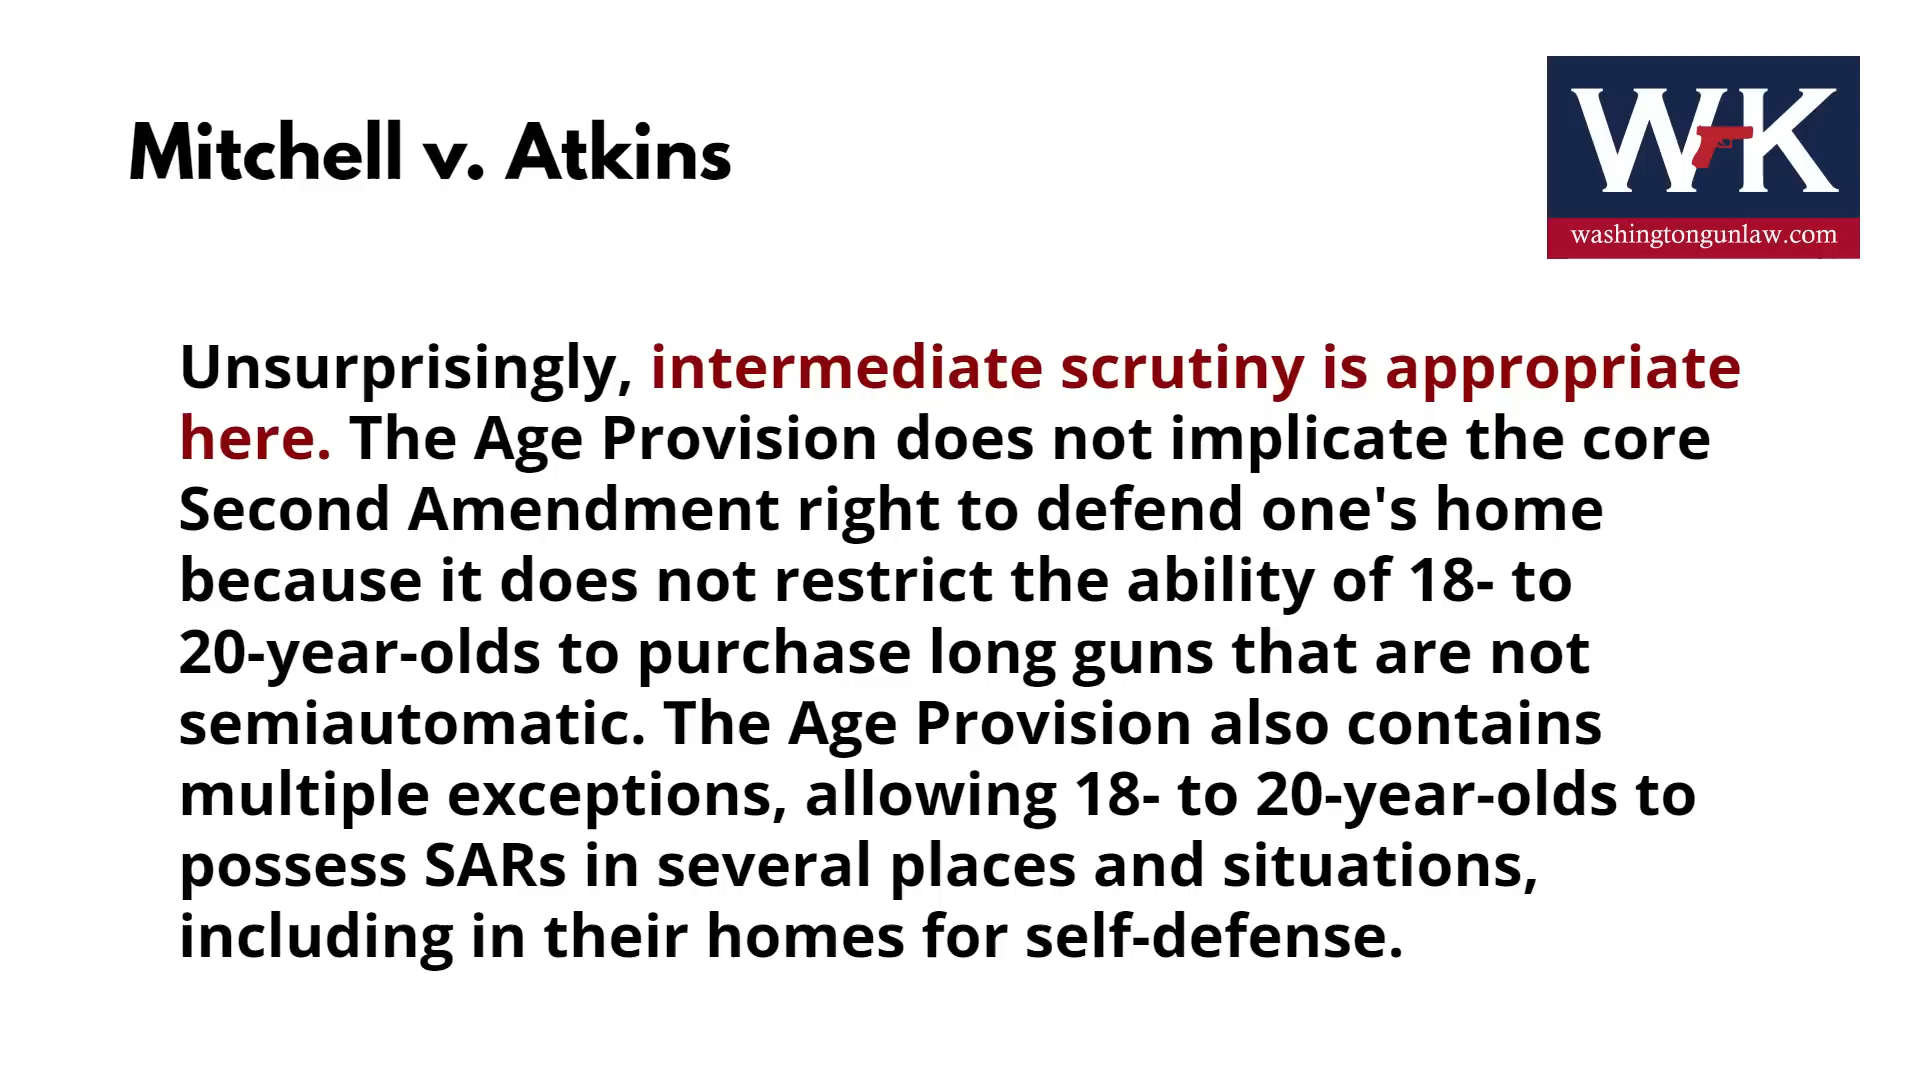 Mitchell v. Atkins
WK
washingtongunlaw.com
Unsurprisingly, intermediate scrutiny is appropriate
here. The Age Provision does not implicate the core
Second Amendment right to defend one's home
because it does not restrict the ability of 18- to
20-year-olds to purchase long guns that are not
semiautomatic. The Age Provision also contains
multiple exceptions, allowing 18- to 20-year-olds to
possess SARs in several places and situations,
including in their homes for self-defense.